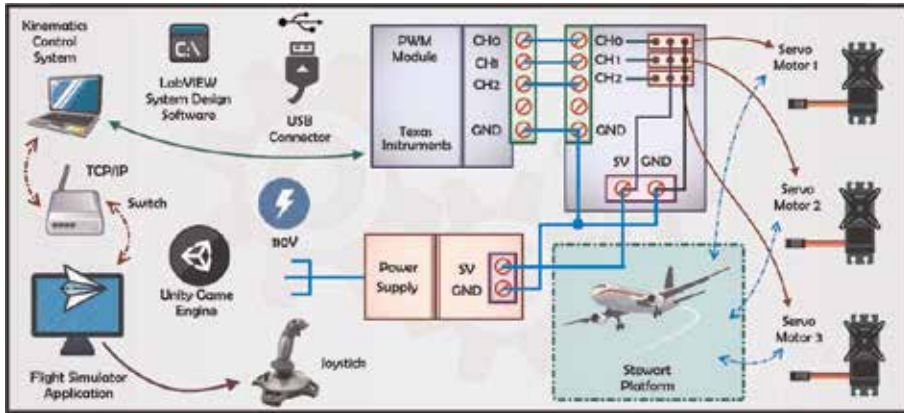 Kinematics
Control
System
LabVIEW
System Design
Software
USB
Connector
PWM
Module
Texas
Instruments
CH0
CH1
CH2
GND
CH0
CH1
CH2
GND
5V GND
Servo
Motor 1
TCP/IP
Switch
110V
Unity Game
Engine
Power
Supply
5V
GND
Servo
Motor 2
Servo
Motor 3
Joystick
Flight Simulator
Application
Stewart
Platform